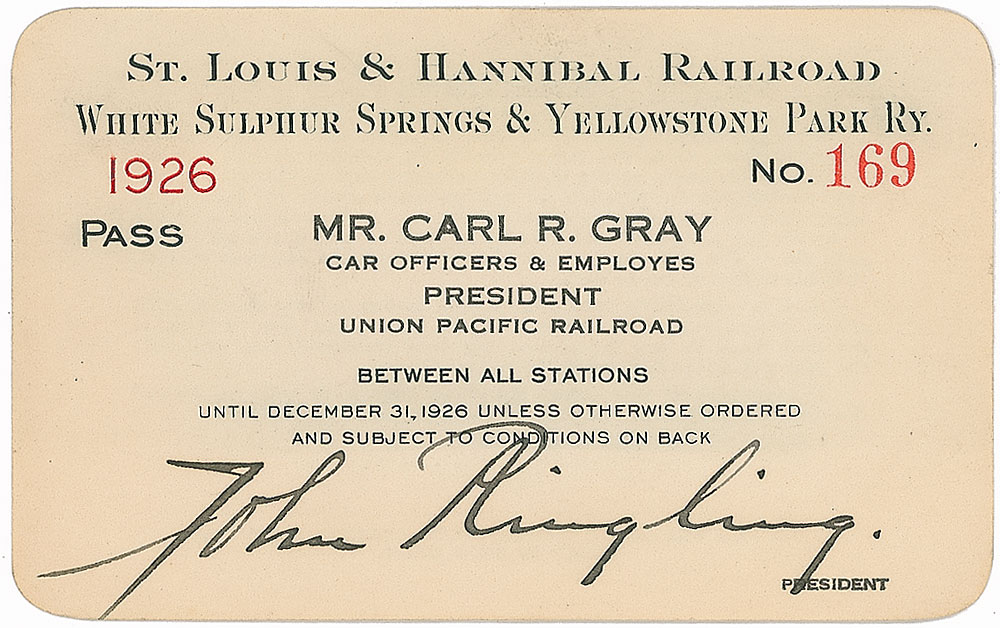 St. Louis & Hannibal Railroad
White Sulphur Springs & Yellowstone Park Ry.
1926 No. 169
Pass MR. CARL R. GRAY
CAR OFFICERS & EMPLOYES
PRESIDENT
UNION PACIFIC RAILROAD
BETWEEN ALL STATIONS
UNTIL DECEMBER 31, 1926 UNLESS OTHERWISE ORDERED
AND SUBJECT TO CONDITIONS ON BACK
John Ringling.
PRESIDENT